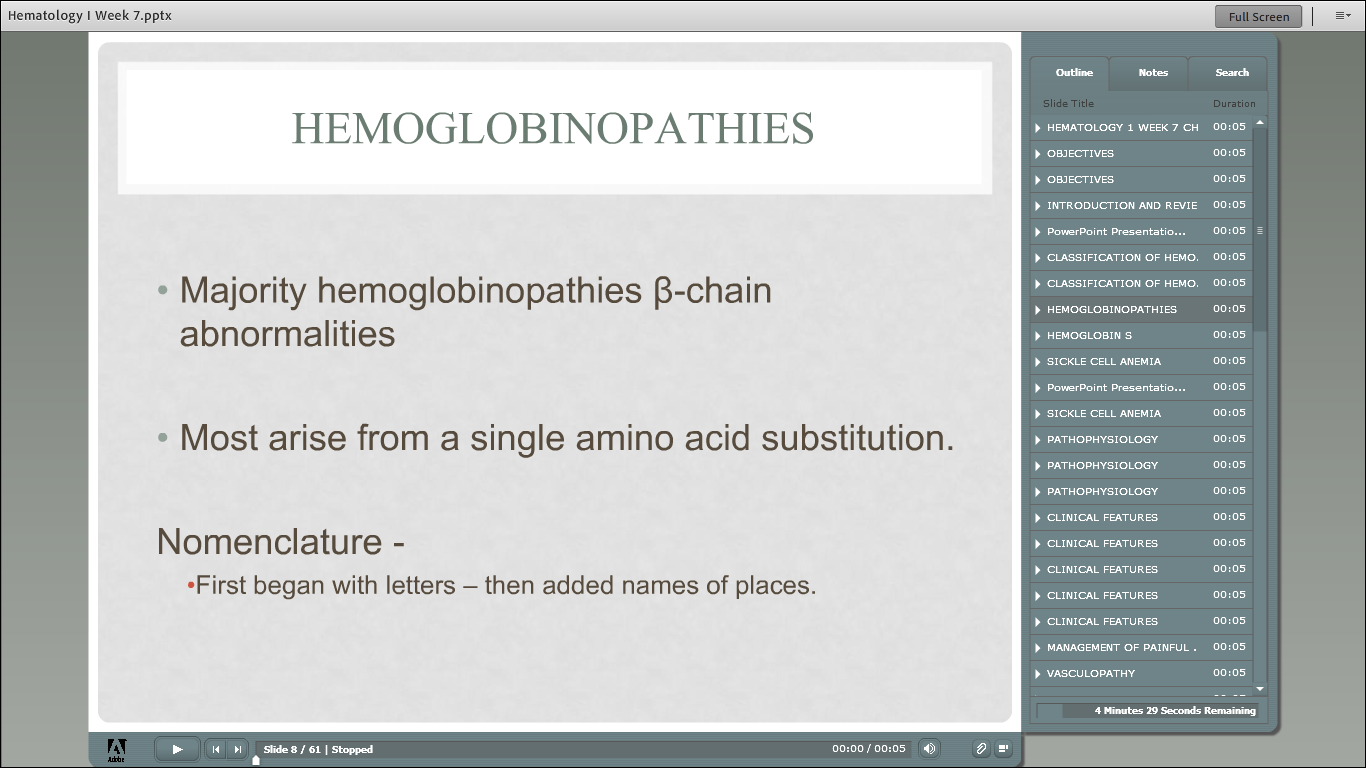 Hematology I Week 7.pptx
Full Screen
HEMOGLOBINOPATHIES
• Majority hemoglobinopathies β-chain
abnormalities
• Most arise from a single amino acid substitution.
Nomenclature -
•First began with letters – then added names of places.
Outline Notes Search
Slide Title Duration
HEMATOLOGY 1 WEEK 7 CH 00:05
OBJECTIVES 00:05
OBJECTIVES 00:05
INTRODUCTION AND REVIE 00:05
PowerPoint Presentatio... 00:05
CLASSIFICATION OF HEMO. 00:05
CLASSIFICATION OF HEMO. 00:05
HEMOGLOBINOPATHIES 00:05
HEMOGLOBIN S 00:05
SICKLE CELL ANEMIA 00:05
PowerPoint Presentatio... 00:05
SICKLE CELL ANEMIA 00:05
PATHOPHYSIOLOGY 00:05
PATHOPHYSIOLOGY 00:05
PATHOPHYSIOLOGY 00:05
CLINICAL FEATURES 00:05
CLINICAL FEATURES 00:05
CLINICAL FEATURES 00:05
CLINICAL FEATURES 00:05
CLINICAL FEATURES 00:05
MANAGEMENT OF PAINFUL . 00:05
VASCULOPATHY 00:05
4 Minutes 29 Seconds Remaining
Adobe
Slide 8 / 61 | Stopped 00:00 / 00:05